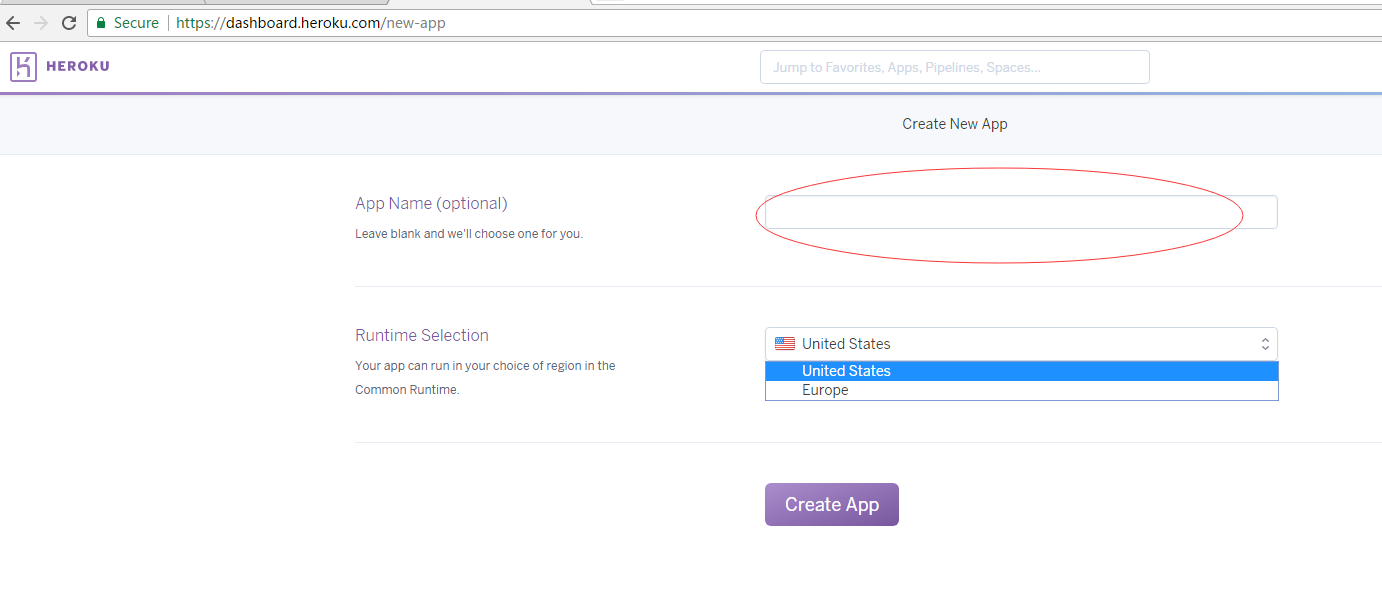 Secure https://dashboard.heroku.com/new-app
HEROKU
Jump to Favorites, Apps, Pipelines, Spaces...
Create New App
App Name (optional)
Leave blank and we'll choose one for you.
Runtime Selection
Your app can run in your choice of region in the
Common Runtime.
United States
United States
Europe
Create App